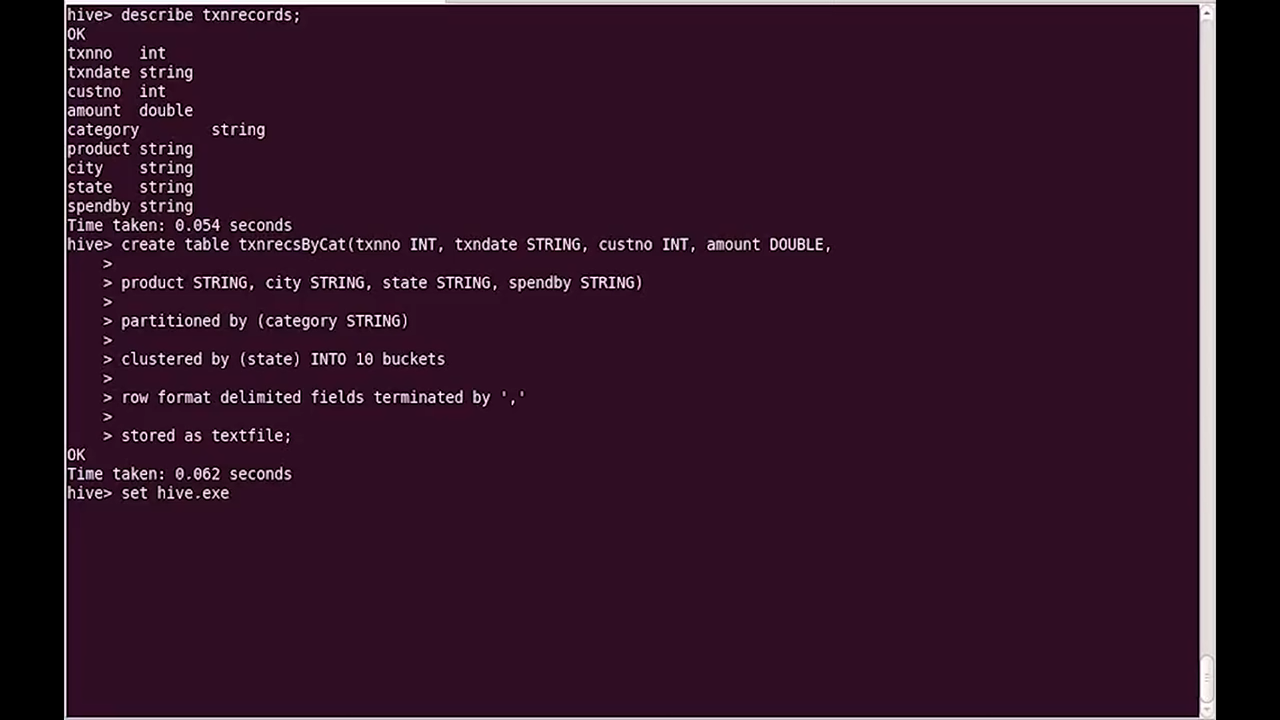 hive> describe txnrecords;
OK
txnno   int
txndate string
custno  int
amount  double
category        string
product string
city    string
state   string
spendby string
Time taken: 0.054 seconds
hive> create table txnrecsByCat(txnno INT, txndate STRING, custno INT, amount DOUBLE,
    >
    > product STRING, city STRING, state STRING, spendby STRING)
    >
    > partitioned by (category STRING)
    >
    > clustered by (state) INTO 10 buckets
    >
    > row format delimited fields terminated by ','
    >
    > stored as textfile;
OK
Time taken: 0.062 seconds
hive> set hive.exe